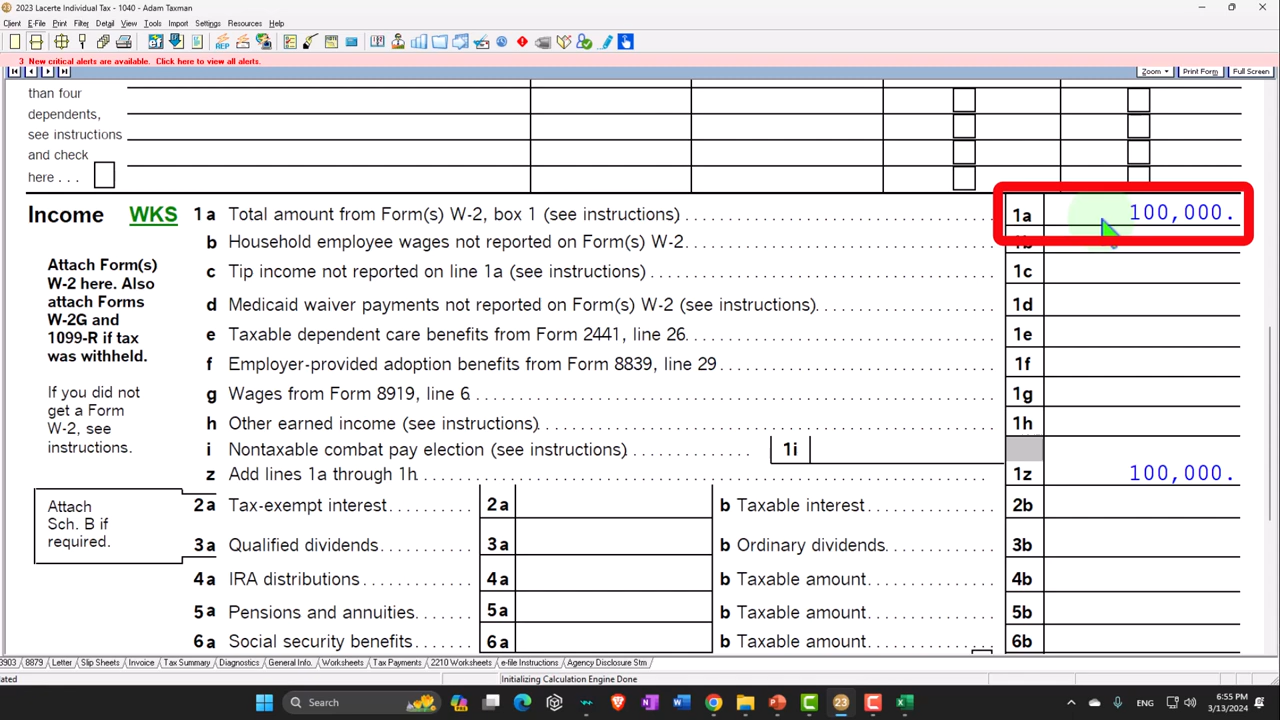 2023 Lacerte Individual Tax - 1040 - Adam Taxman
Client E-File Print Filter Detail View Tools Import Settings Resources Help
3 New critical alerts are available. Click here to view all alerts.
Zoom Print Form Full Screen
than four
dependents,
see instructions
and check
here . . .
Income WKS 1a Total amount from Form(s) W-2, box 1 (see instructions) 1a 100,000.
b Household employee wages not reported on Form(s) W-2 1b
c Tip income not reported on line 1a (see instructions) 1c
d Medicaid waiver payments not reported on Form(s) W-2 (see instructions) 1d
e Taxable dependent care benefits from Form 2441, line 26 1e
f Employer-provided adoption benefits from Form 8839, line 29 1f
g Wages from Form 8919, line 6 1g
h Other earned income (see instructions) 1h
i Nontaxable combat pay election (see instructions) 1i
z Add lines 1a through 1h 1z 100,000.
Attach Form(s)
W-2 here. Also
attach Forms
W-2G and
1099-R if tax
was withheld.
If you did not
get a Form
W-2, see
instructions.
Attach
Sch. B if
required.
2a Tax-exempt interest 2a b Taxable interest 2b
3a Qualified dividends 3a b Ordinary dividends 3b
4a IRA distributions 4a b Taxable amount 4b
5a Pensions and annuities 5a b Taxable amount 5b
6a Social security benefits 6a b Taxable amount 6b
3903 8879 Letter Slip Sheets Invoice Tax Summary Diagnostics General Info. Worksheets Tax Payments 2210 Worksheets e-file Instructions Agency Disclosure Stm
Initializing Calculation Engine Done
Search ENG 6:55 PM
3/13/2024